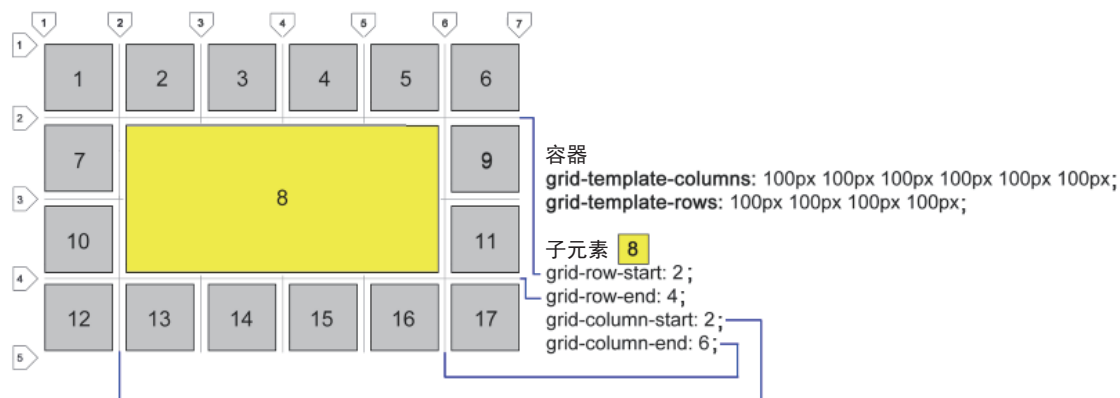 1 2 3 4 5 6 7
1
1 2 3 4 5 6
2
7 8 9
3
10 11
4
12 13 14 15 16 17
5
容器
grid-template-columns: 100px 100px 100px 100px 100px 100px;
grid-template-rows: 100px 100px 100px 100px;
子元素 8
grid-row-start: 2;
grid-row-end: 4;
grid-column-start: 2;
grid-column-end: 6;